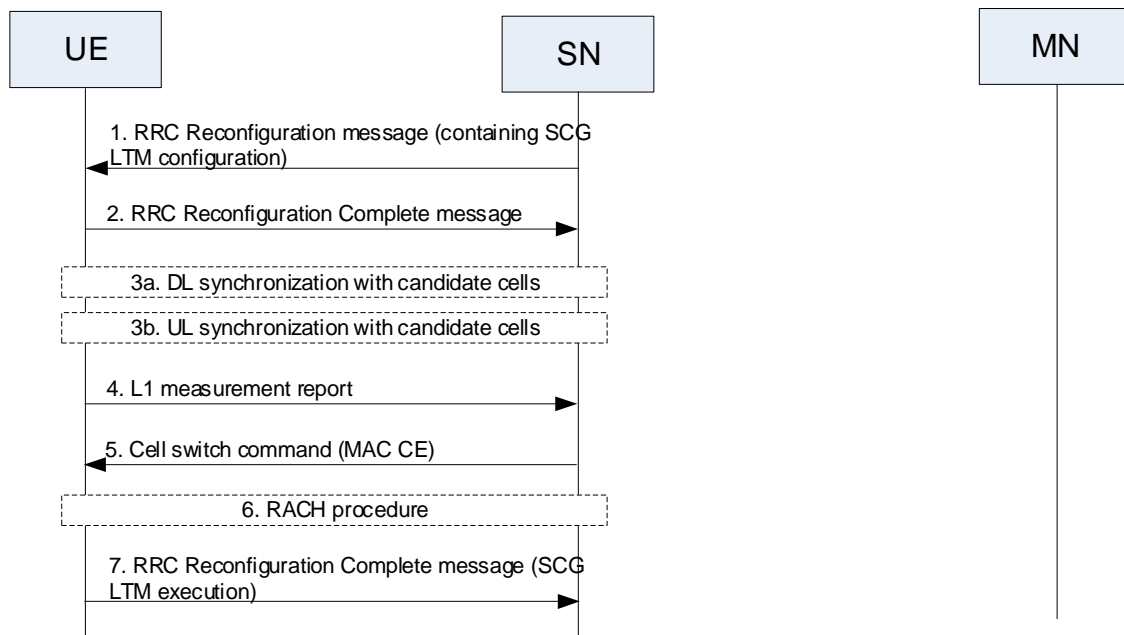 UE
SN
MN
1. RRC Reconfiguration message (containing SCG
LTM configuration)
2. RRC Reconfiguration Complete message
3a. DL synchronization with candidate cells
3b. UL synchronization with candidate cells
4. L1 measurement report
5. Cell switch command (MAC CE)
6. RACH procedure
7. RRC Reconfiguration Complete message (SCG
LTM execution)